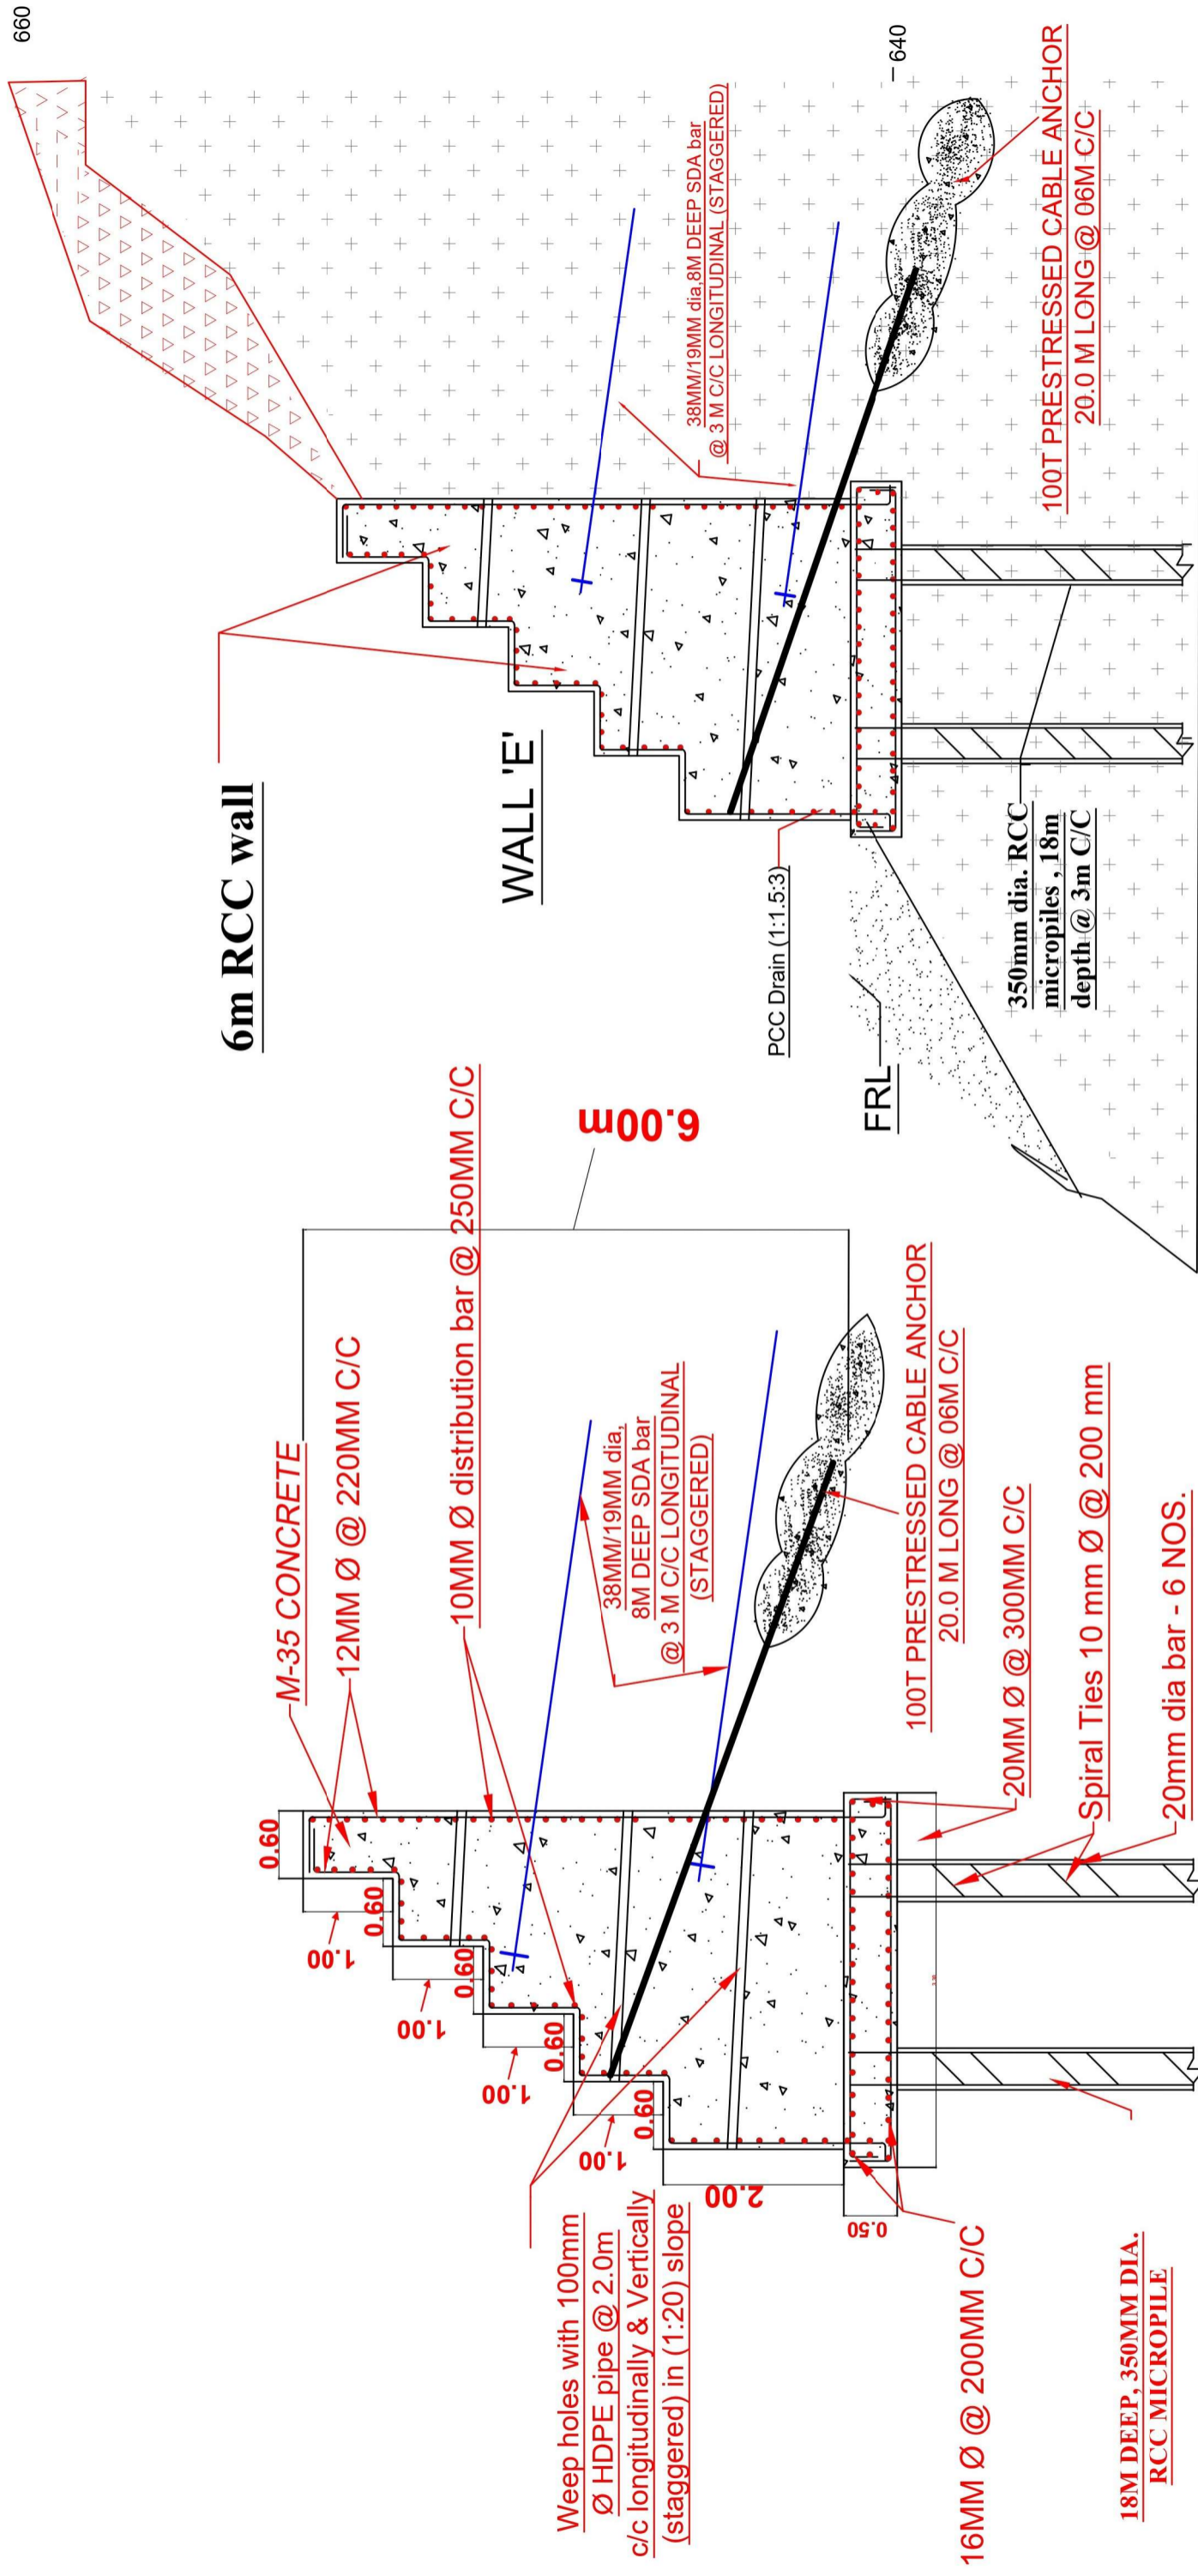 M-35 CONCRETE
12MM Ø @ 220MM C/C
10MM Ø distribution bar @ 250MM C/C
0.60
0.60
0.60
0.60
0.60
1.00
1.00
1.00
1.00
2.00
0.50
6.00m
38MM/19MM dia,
8M DEEP SDA bar
@ 3 M C/C LONGITUDINAL
(STAGGERED)
100T PRESTRESSED CABLE ANCHOR
20.0 M LONG @ 06M C/C
Weep holes with 100mm
Ø HDPE pipe @ 2.0m
c/c longitudinally & Vertically
(staggered) in (1:20) slope
20MM Ø @ 300MM C/C
Spiral Ties 10 mm Ø @ 200 mm
20mm dia bar - 6 NOS.
16MM Ø @ 200MM C/C
18M DEEP, 350MM DIA.
RCC MICROPILE
660
6m RCC wall
WALL 'E'
38MM/19MM dia,8M DEEP SDA bar
@ 3 M C/C LONGITUDINAL (STAGGERED)
640
PCC Drain (1:1.5:3)
FRL
100T PRESTRESSED CABLE ANCHOR
20.0 M LONG @ 06M C/C
350mm dia. RCC
micropiles , 18m
depth @ 3m C/C